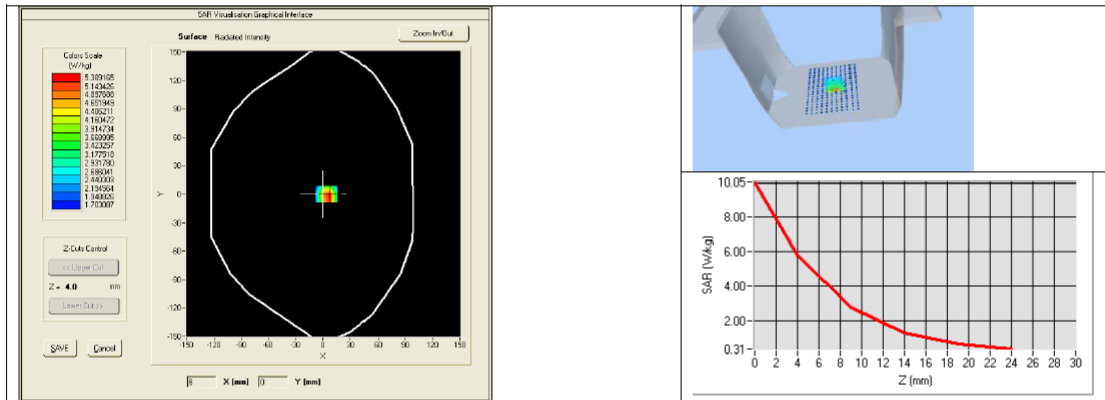 SAR Visualisation Graphical Interface
Surface Radiated Intensity
Zoom In/Out
Colors Scale
(W/kg)
5.389165
5.143426
4.897688
4.651949
4.406211
4.160472
3.914734
3.668995
3.423257
3.177518
2.931780
2.686041
2.440303
2.194564
1.948826
1.703087
Z-Cuts Control
<< Upper Cut
Z = 4.0 mm
Lower Cut >>
SAVE Cancel
150-
120-
90-
60-
30-
0-
-30-
-60-
-90-
-120-
-150-
Y
-150 -120 -90 -60 -30 0 30 60 90 120 150
X
8 X (mm) 0 Y (mm)
10.05
8.00
6.00
4.00
2.00
0.31
SAR (W/kg)
0 2 4 6 8 10 12 14 16 18 20 22 24 26 28 30
Z (mm)